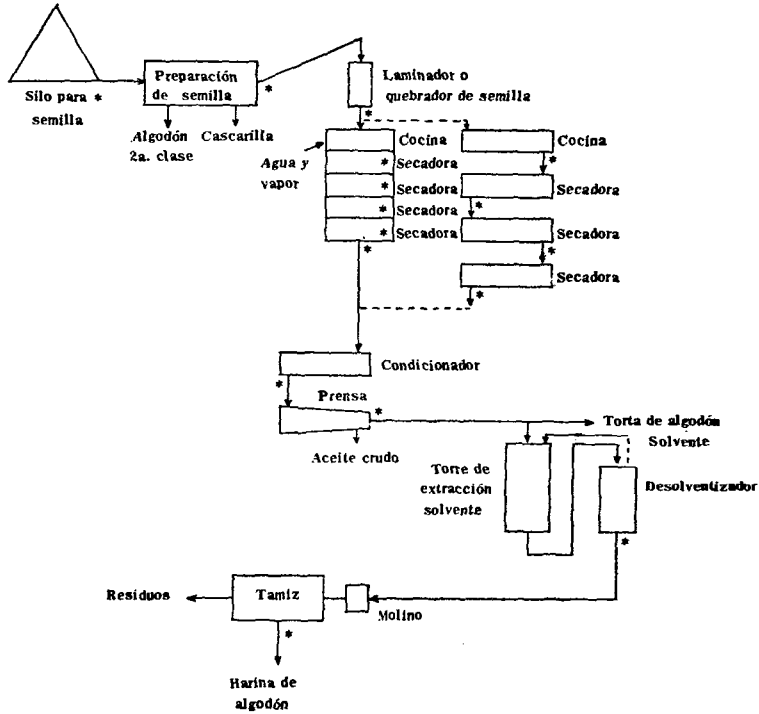 Silo para *
semilla
Preparación
de semilla
*
Algodón
2a. clase
Cascarilla
Laminador o
quebrador de semilla
*
Agua y
vapor
Cocina
* Secadora
* Secadora
* Secadora
* Secadora
*
Cocina
*
Secadora
*
Secadora
*
Secadora
*
Condicionador
*
Prensa
*
Aceite crudo
Torta de algodón
Solvente
Torre de
extracción
solvente
Desolventizador
*
Residuos
Tamiz
Molino
*
Harina de
algodón